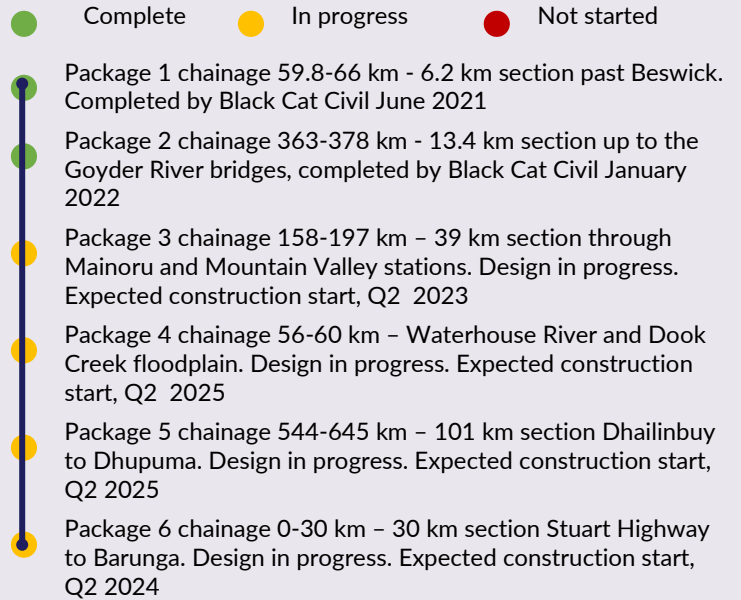 Complete In progress Not started
Package 1 chainage 59.8-66 km - 6.2 km section past Beswick.
Completed by Black Cat Civil June 2021
Package 2 chainage 363-378 km - 13.4 km section up to the
Goyder River bridges, completed by Black Cat Civil January
2022
Package 3 chainage 158-197 km – 39 km section through
Mainoru and Mountain Valley stations. Design in progress.
Expected construction start, Q2  2023
Package 4 chainage 56-60 km – Waterhouse River and Dook
Creek floodplain. Design in progress. Expected construction
start, Q2  2025
Package 5 chainage 544-645 km – 101 km section Dhailinbuy
to Dhupuma. Design in progress. Expected construction start,
Q2 2025
Package 6 chainage 0-30 km – 30 km section Stuart Highway
to Barunga. Design in progress. Expected construction start,
Q2 2024